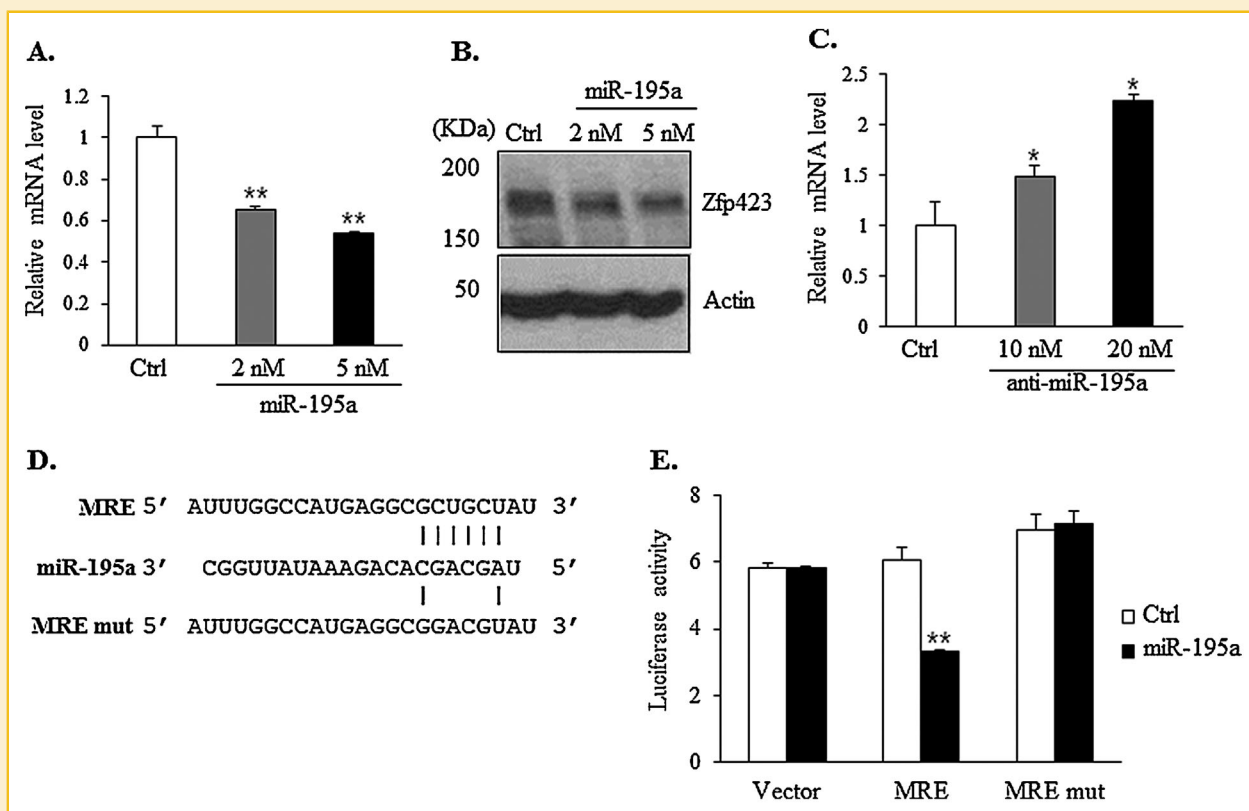 A.
Relative mRNA level
1.2
1
0.8
0.6
0.4
0.2
0
**
**
Ctrl
2 nM
5 nM
miR-195a
B.
miR-195a
(KDa)
Ctrl
2 nM
5 nM
200
150
50
Zfp423
Actin
C.
Relative mRNA level
2.5
2
1.5
1
0.5
0
*
*
Ctrl
10 nM
20 nM
anti-miR-195a
D.
MRE 5′ AUUUGGCCAUGAGGCGCUGCUAU 3′
miR-195a 3′ CGGUUAUAAAGACACGACGAU 5′
MRE mut 5′ AUUUGGCCAUGAGGCGGACGUAU 3′
E.
Luciferase activity
8
6
4
2
0
**
Vector
MRE
MRE mut
Ctrl
miR-195a